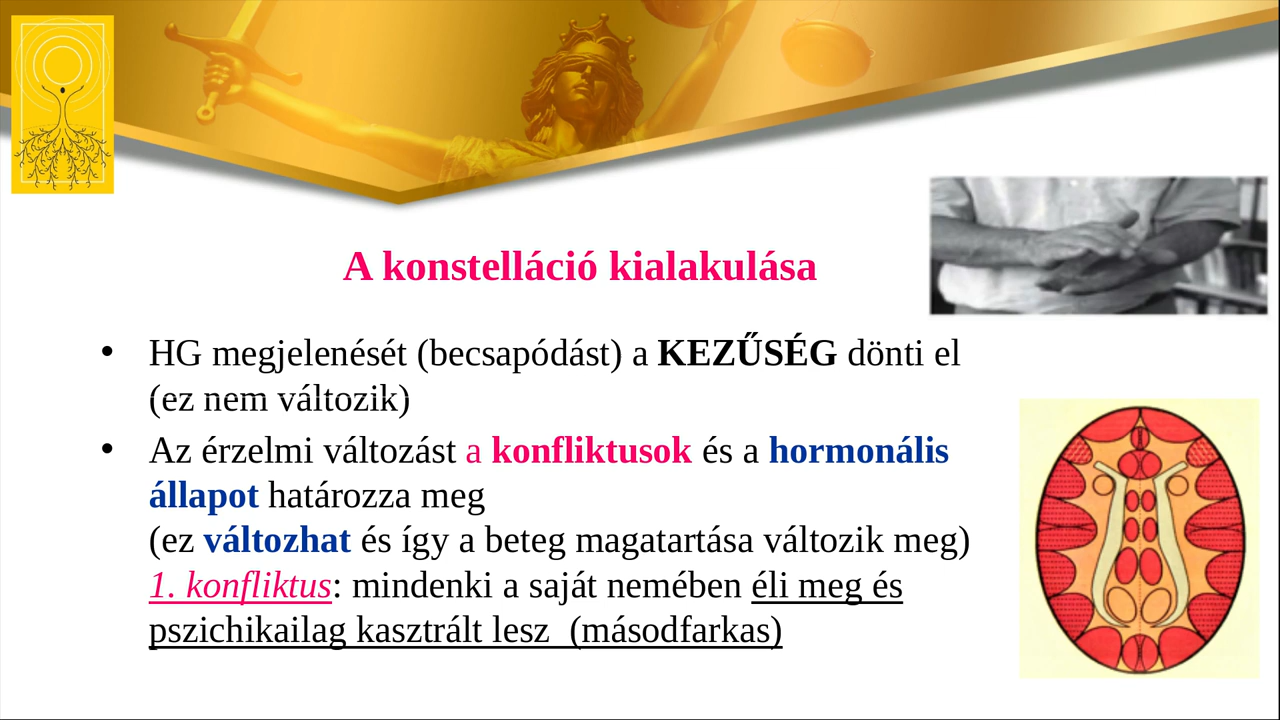 A konstelláció kialakulása
• HG megjelenését (becsapódást) a KEZŰSÉG dönti el
(ez nem változik)
• Az érzelmi változást a konfliktusok és a hormonális
állapot határozza meg
(ez változhat és így a beteg magatartása változik meg)
1. konfliktus: mindenki a saját nemében éli meg és
pszichikailag kasztrált lesz  (másodfarkas)